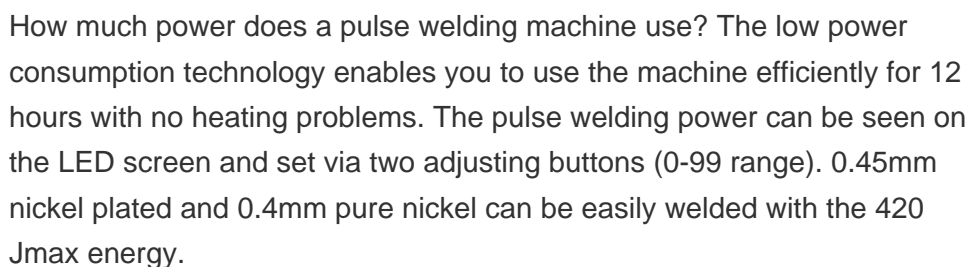 How much power does a pulse welding machine use? The low power
consumption technology enables you to use the machine efficiently for 12
hours with no heating problems. The pulse welding power can be seen on
the LED screen and set via two adjusting buttons (0-99 range). 0.45mm
nickel plated and 0.4mm pure nickel can be easily welded with the 420
Jmax energy.